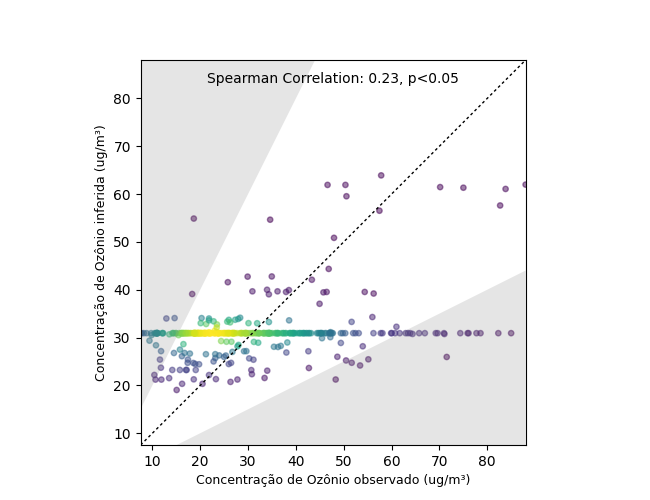 Spearman Correlation: 0.23, p<0.05
80
70
60
50
40
30
20
10
Concentração de Ozônio inferida (ug/m³)
10 20 30 40 50 60 70 80
Concentração de Ozônio observado (ug/m³)